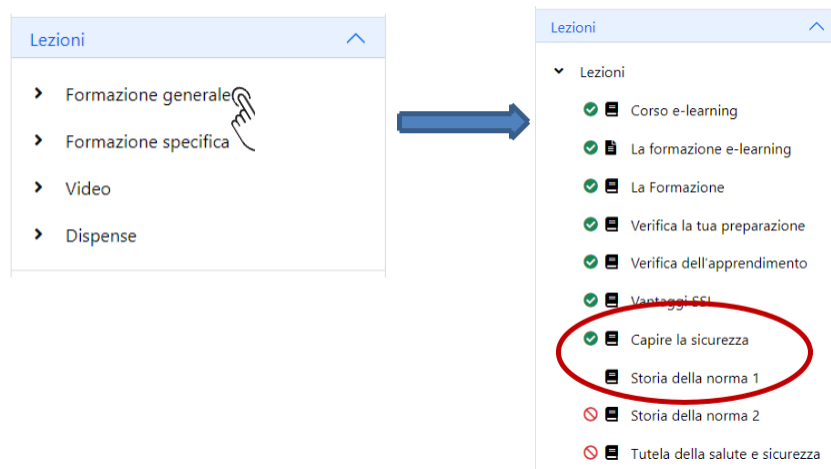 Lezioni
Formazione generale
Formazione specifica
Video
Dispense
Lezioni
Lezioni
Corso e-learning
La formazione e-learning
La Formazione
Verifica la tua preparazione
Verifica dell'apprendimento
Vantaggi SSL
Capire la sicurezza
Storia della norma 1
Storia della norma 2
Tutela della salute e sicurezza